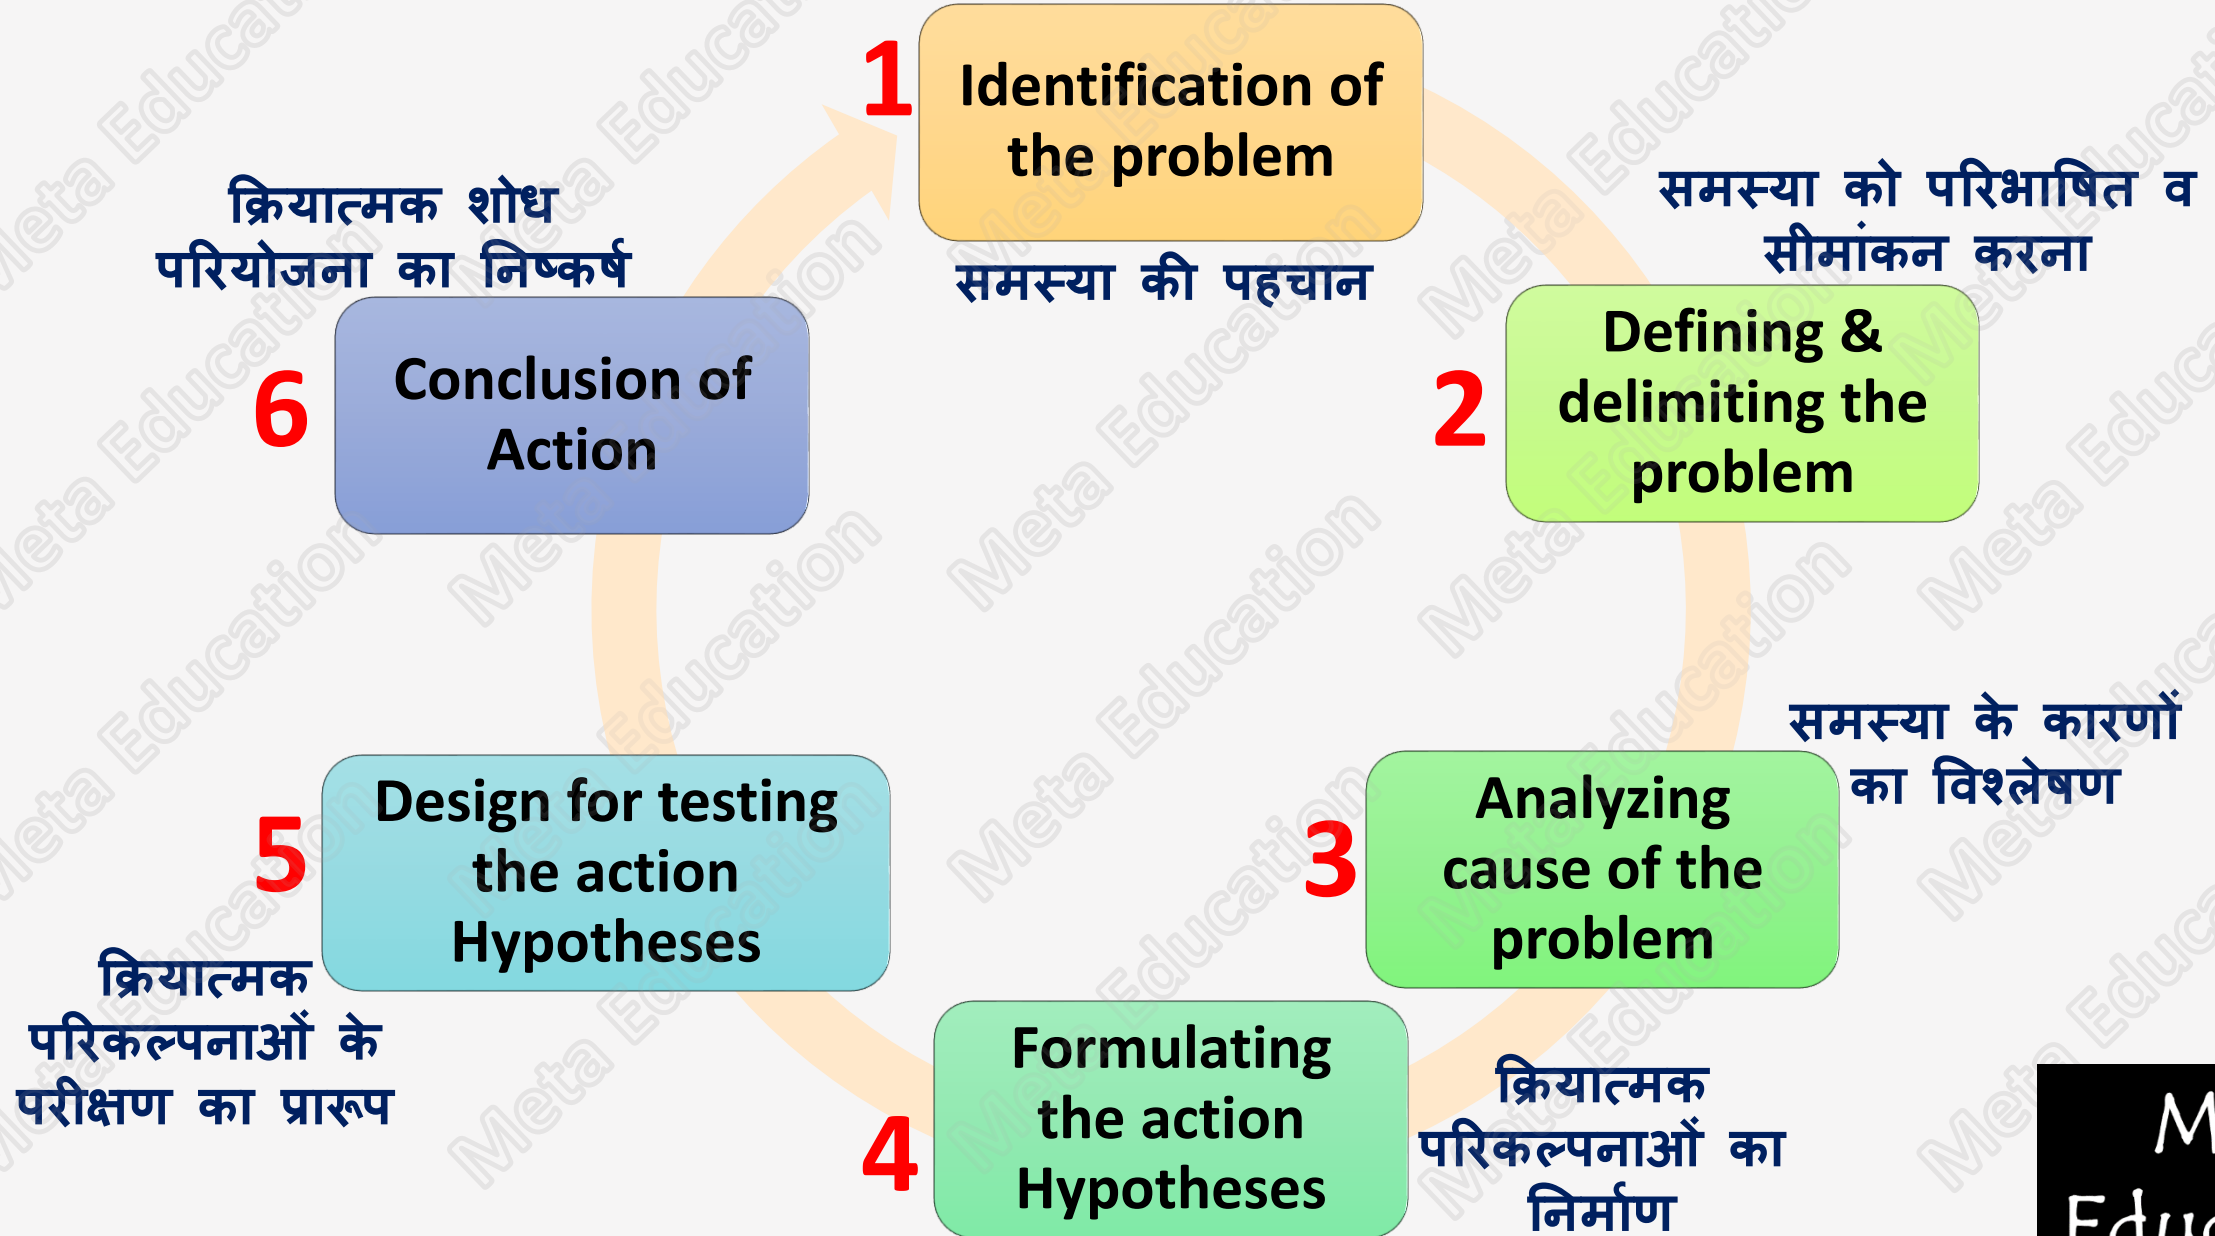 1
Identification of
the problem
समस्या की पहचान
समस्या को परिभाषित व
सीमांकन करना
2
Defining &
delimiting the
problem
समस्या के कारणों
का विश्लेषण
3
Analyzing
cause of the
problem
4
Formulating
the action
Hypotheses
क्रियात्मक
परिकल्पनाओं का
निर्माण
5
Design for testing
the action
Hypotheses
क्रियात्मक
परिकल्पनाओं के
परीक्षण का प्रारूप
क्रियात्मक शोध
परियोजना का निष्कर्ष
6
Conclusion of
Action
Meta Education